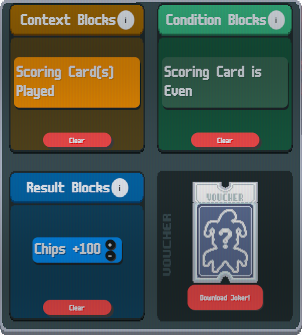 Context Blocks i
Scoring Card(s)
Played
Clear
Condition Blocks i
Scoring Card is
Even
Clear
Result Blocks i
Chips +100
+
-
Clear
VOUCHER
VOUCHER
?
Download Joker!